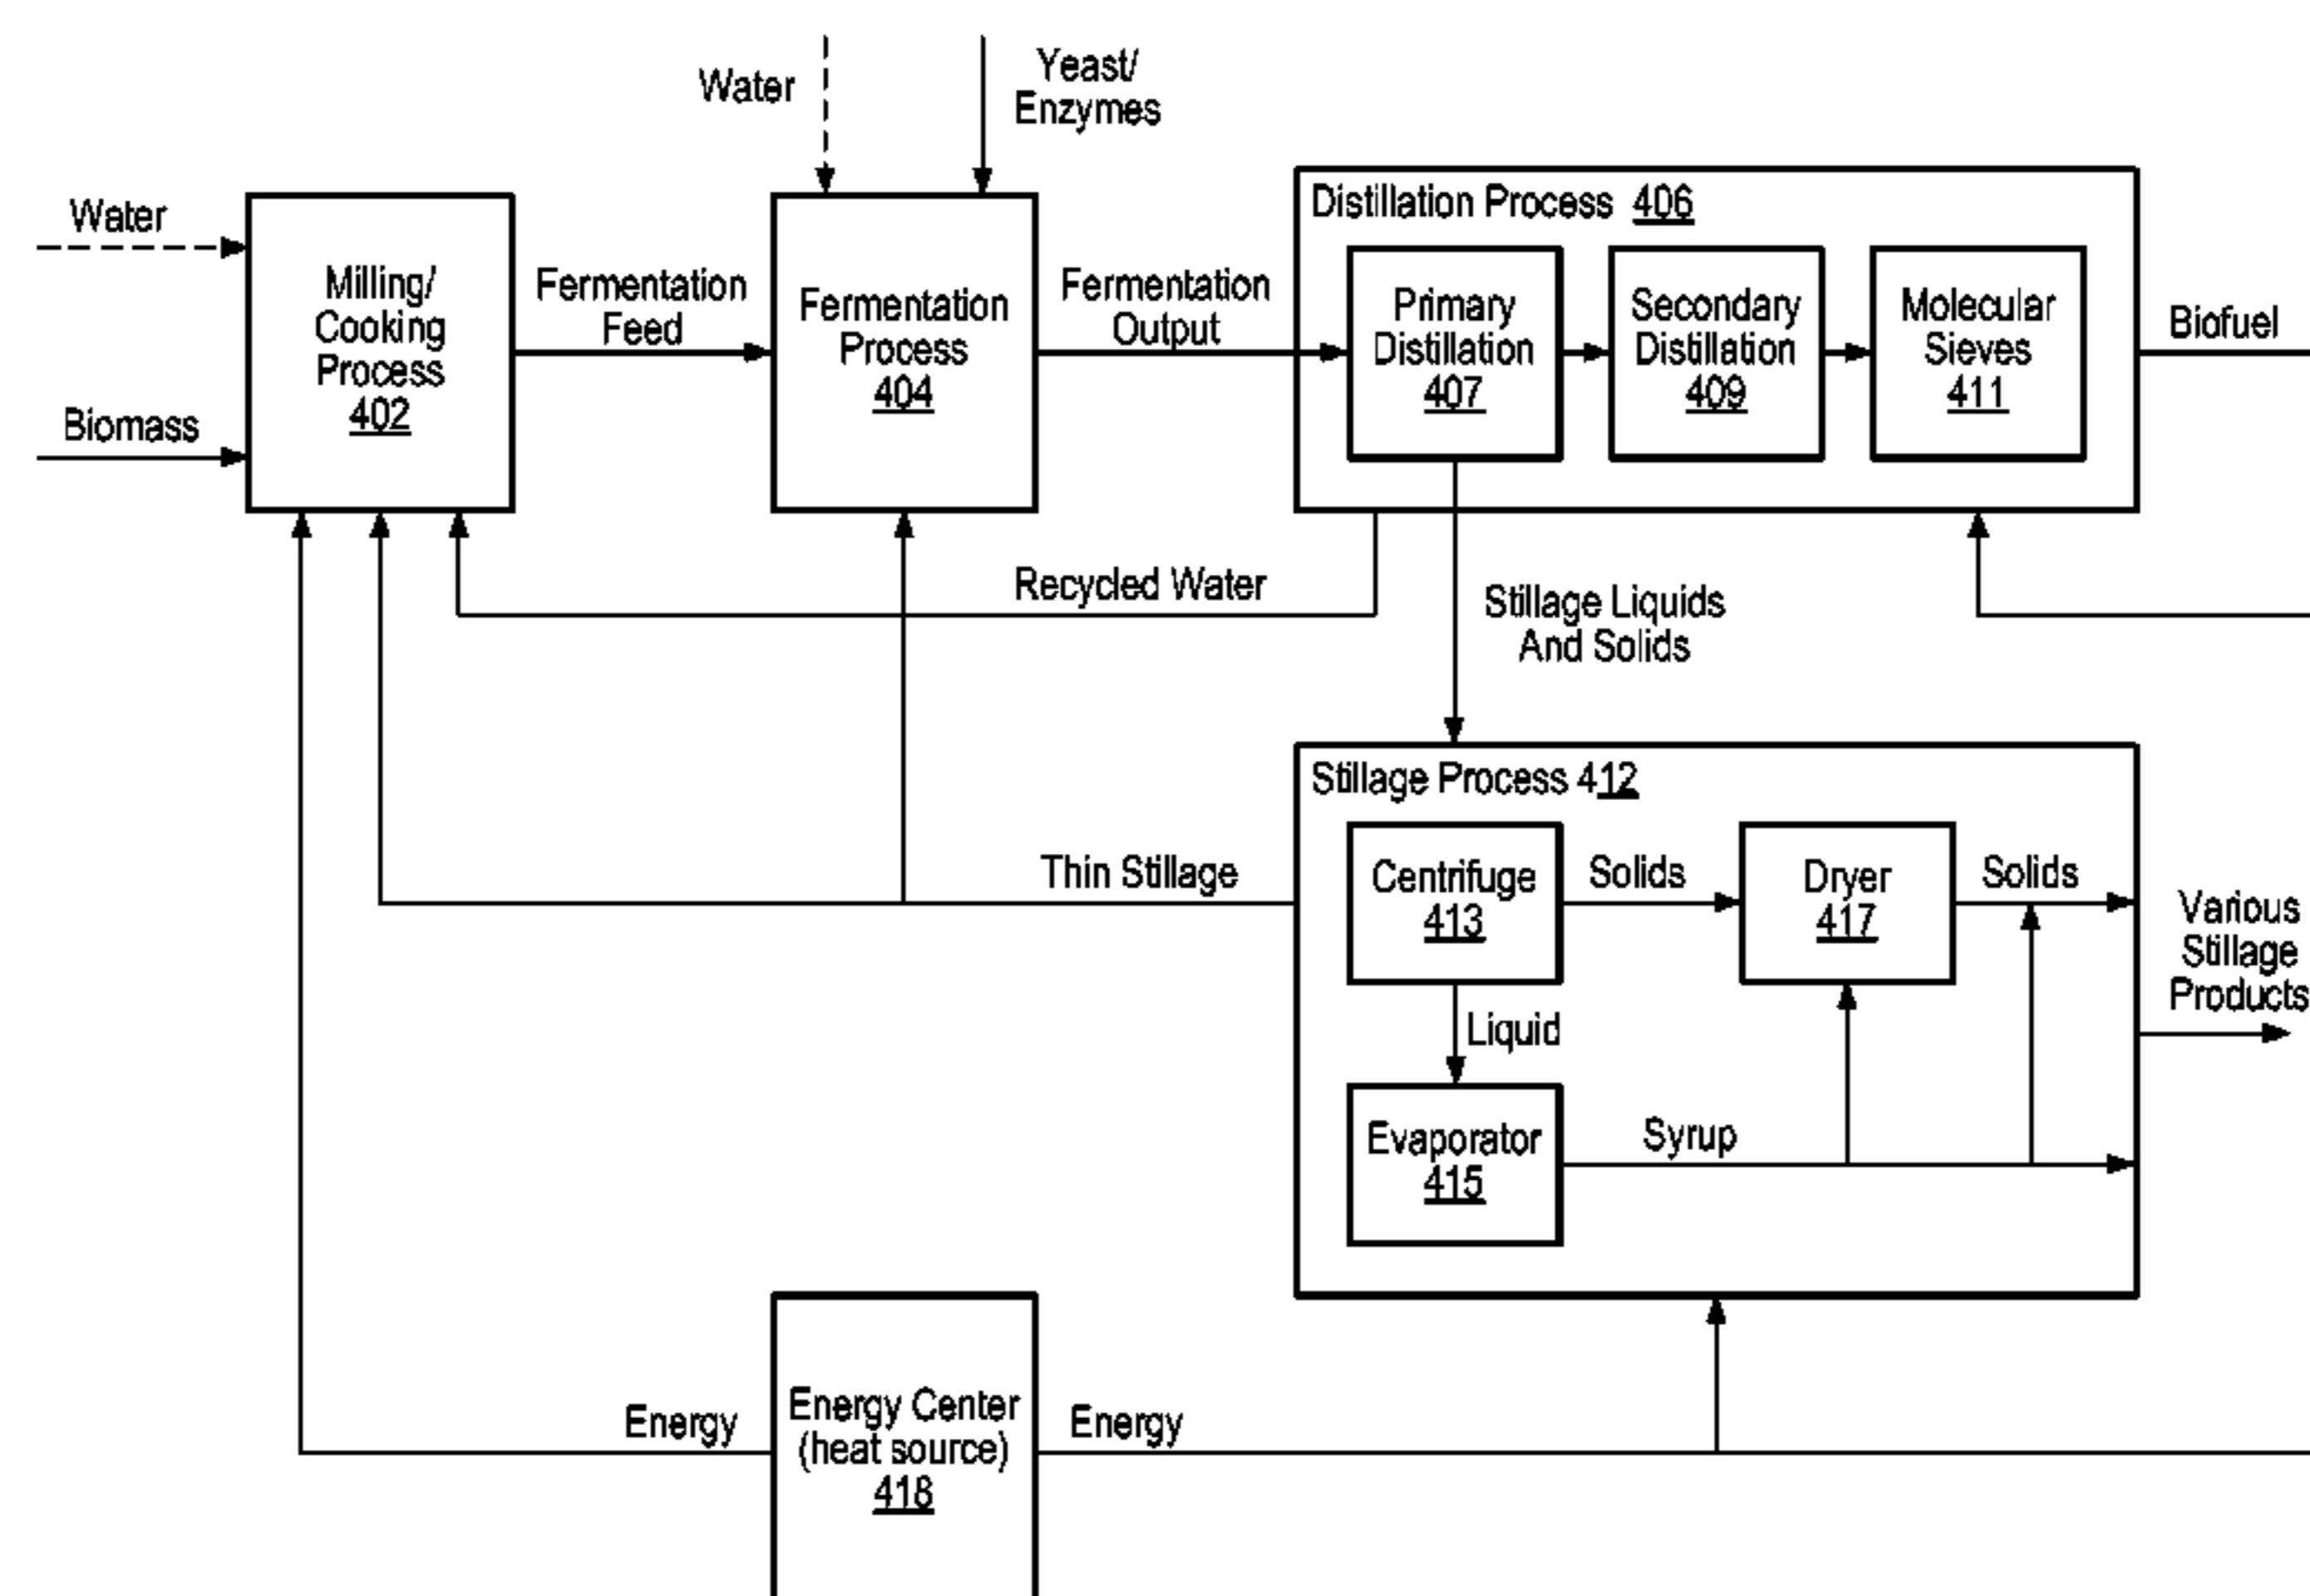 Water
Yeast/
Enzymes
Water
Biomass
Milling/
Cooking
Process
402
Fermentation
Feed
Fermentation
Process
404
Fermentation
Output
Distillation Process 406
Primary
Distillation
407
Secondary
Distillation
409
Molecular
Sieves
411
Biofuel
Recycled Water
Stillage Liquids
And Solids
Stillage Process 412
Thin Stillage
Centrifuge
413
Solids
Dryer
417
Solids
Various
Stillage
Products
Liquid
Evaporator
415
Syrup
Energy
Energy Center
(heat source)
418
Energy